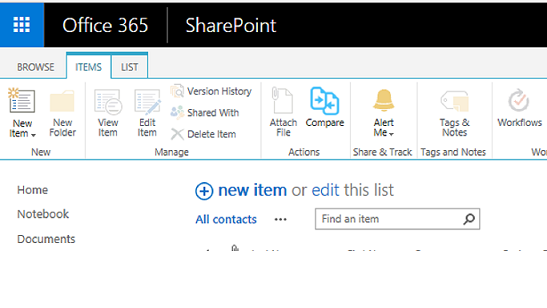 Office 365 SharePoint
BROWSE ITEMS LIST
New Item
New Folder
View Item
Edit Item
Version History
Shared With
Delete Item
Attach File
Compare
Alert Me
Tags & Notes
Workflows
New Manage Actions Share & Track Tags and Notes
Home
Notebook
Documents
new item or edit this list
All contacts ••• Find an item